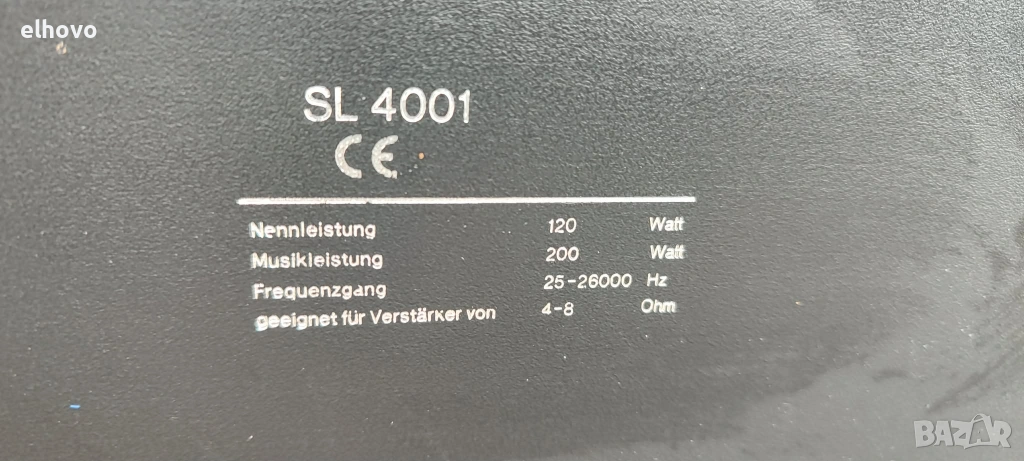 elhovo
SL 4001
CE
Nennleistung 120 Watt
Musikleistung 200 Watt
Frequenzgang 25-26000 Hz
geeignet für Verstärker von 4-8 Ohm
BAZAR